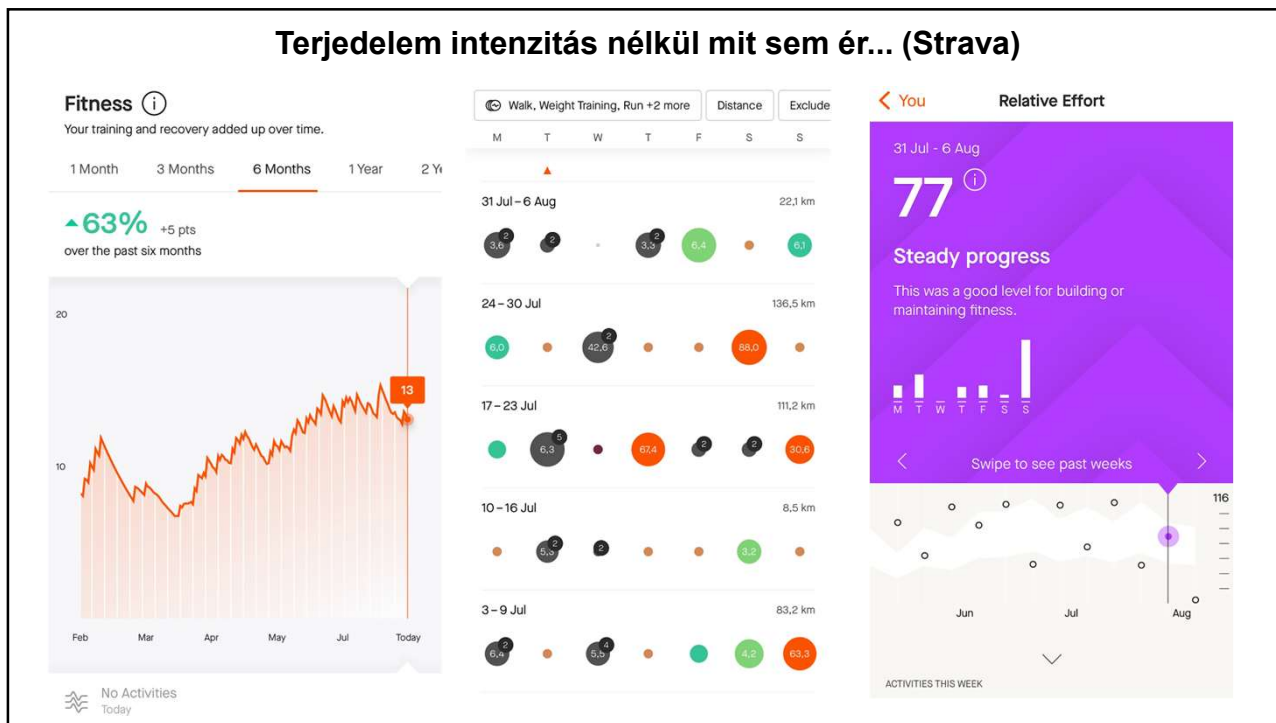 Terjedelem intenzitás nélkül mit sem ér... (Strava)
Fitness
Your training and recovery added up over time.
1 Month 3 Months 6 Months 1 Year 2 Ye
63% +5 pts
over the past six months
20
13
10
Feb Mar Apr May Jul Today
No Activities
Today
Walk, Weight Training, Run +2 more Distance Exclude
M T W T F S S
31 Jul – 6 Aug 22,1 km
3,6 2 2 3,3 2 6,4 6,1
24 – 30 Jul 136,5 km
6,0 42,6 2 88,0
17 – 23 Jul 111,2 km
6,3 5 67,4 2 2 30,6
10 – 16 Jul 8,5 km
5,3 2 2 3,2
3 – 9 Jul 83,2 km
6,4 2 5,5 4 4,2 63,3
You Relative Effort
31 Jul - 6 Aug
77
Steady progress
This was a good level for building or
maintaining fitness.
M T W T F S S
Swipe to see past weeks
116
Jun Jul Aug
ACTIVITIES THIS WEEK